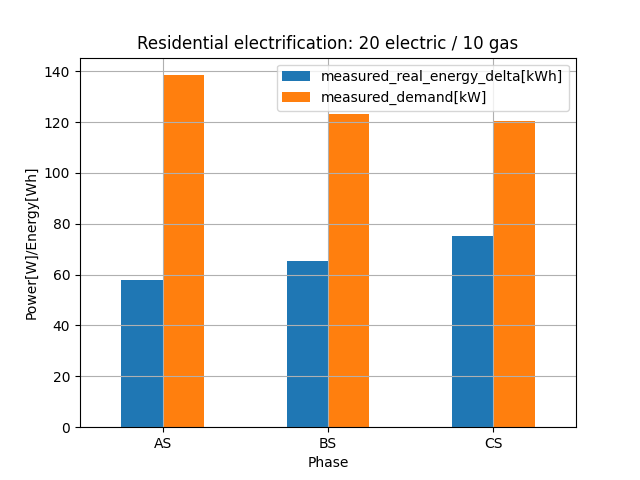 Residential electrification: 20 electric / 10 gas
measured_real_energy_delta[kWh]
measured_demand[kW]
Power[W]/Energy[Wh]
140
120
100
80
60
40
20
0
AS
BS
CS
Phase